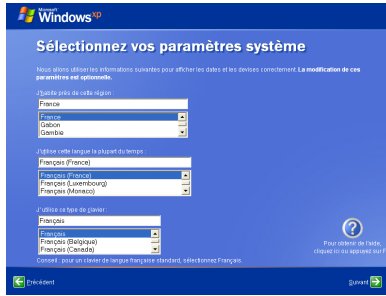 Microsoft
Windows xp
Sélectionnez vos paramètres système
Nous allons utiliser les informations suivantes pour afficher les dates et les devises correctement. La modification de ces
paramètres est optionnelle.
J'habite près de cette région :
France
France
Gabon
Gambie
J'utilise cette langue la plupart du temps :
Français (France)
Français (France)
Français (Luxembourg)
Français (Monaco)
J'utilise ce type de clavier :
Français
Français
Français (Belgique)
Français (Canada)
Conseil : pour un clavier de langue française standard, sélectionnez Français.
Pour obtenir de l'aide,
cliquez ici ou appuyez sur F
Précédent
Suivant